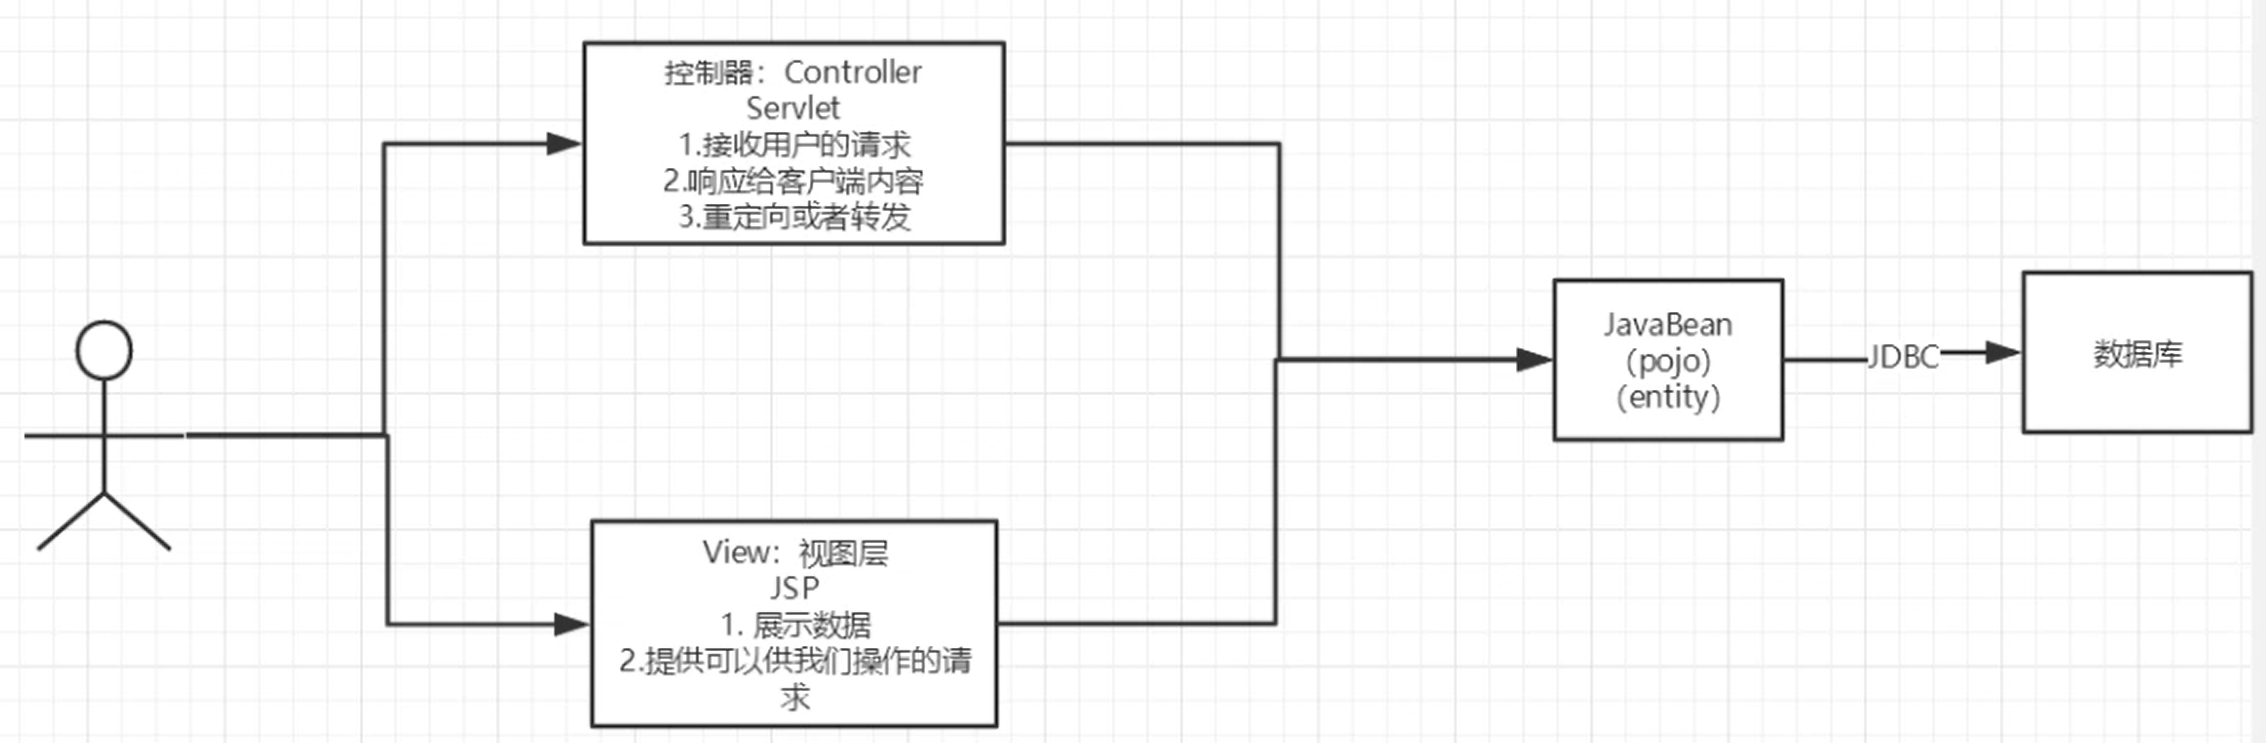 控制器：Controller
Servlet
1.接收用户的请求
2.响应给客户端内容
3.重定向或者转发
View：视图层
JSP
1. 展示数据
2.提供可以供我们操作的请
求
JavaBean
(pojo)
(entity)
JDBC
数据库